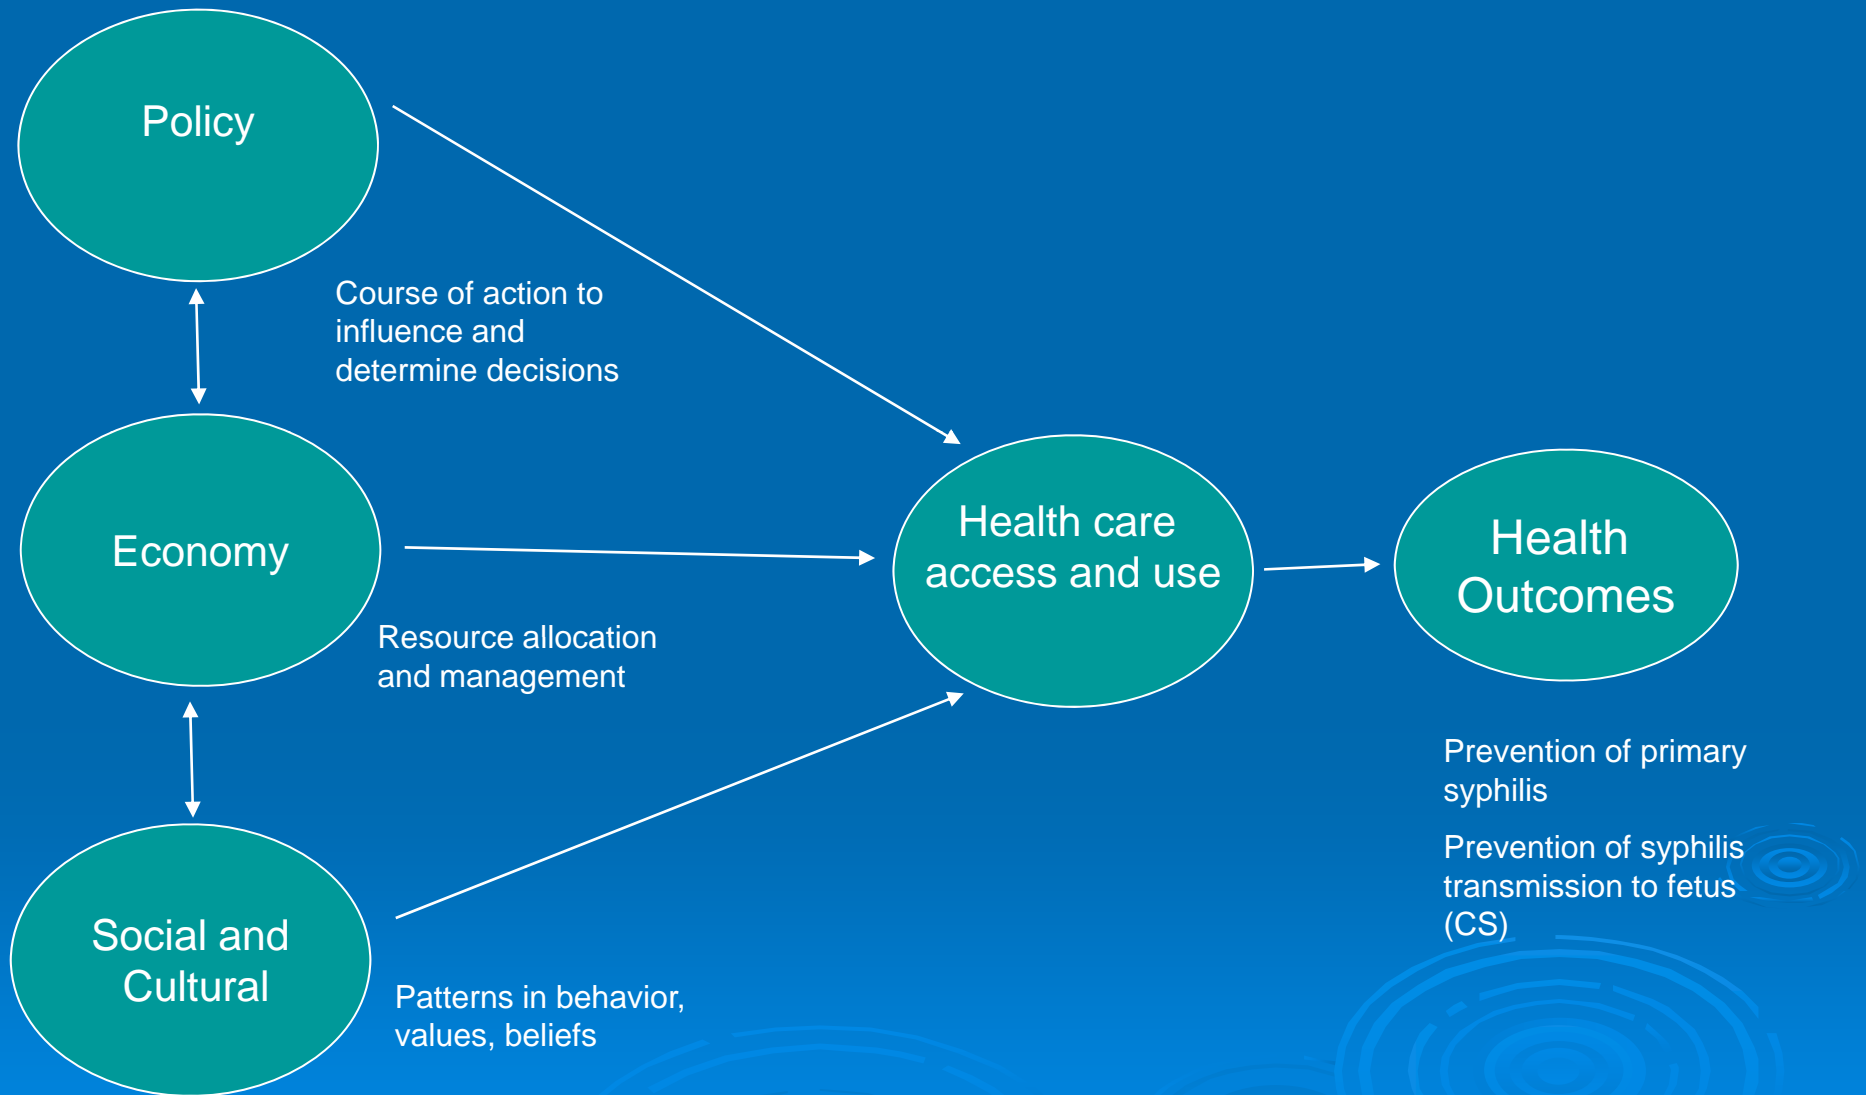 Policy
Course of action to
influence and
determine decisions
Economy
Resource allocation
and management
Social and
Cultural
Patterns in behavior,
values, beliefs
Health care
access and use
Health
Outcomes
Prevention of primary
syphilis
Prevention of syphilis
transmission to fetus
(CS)